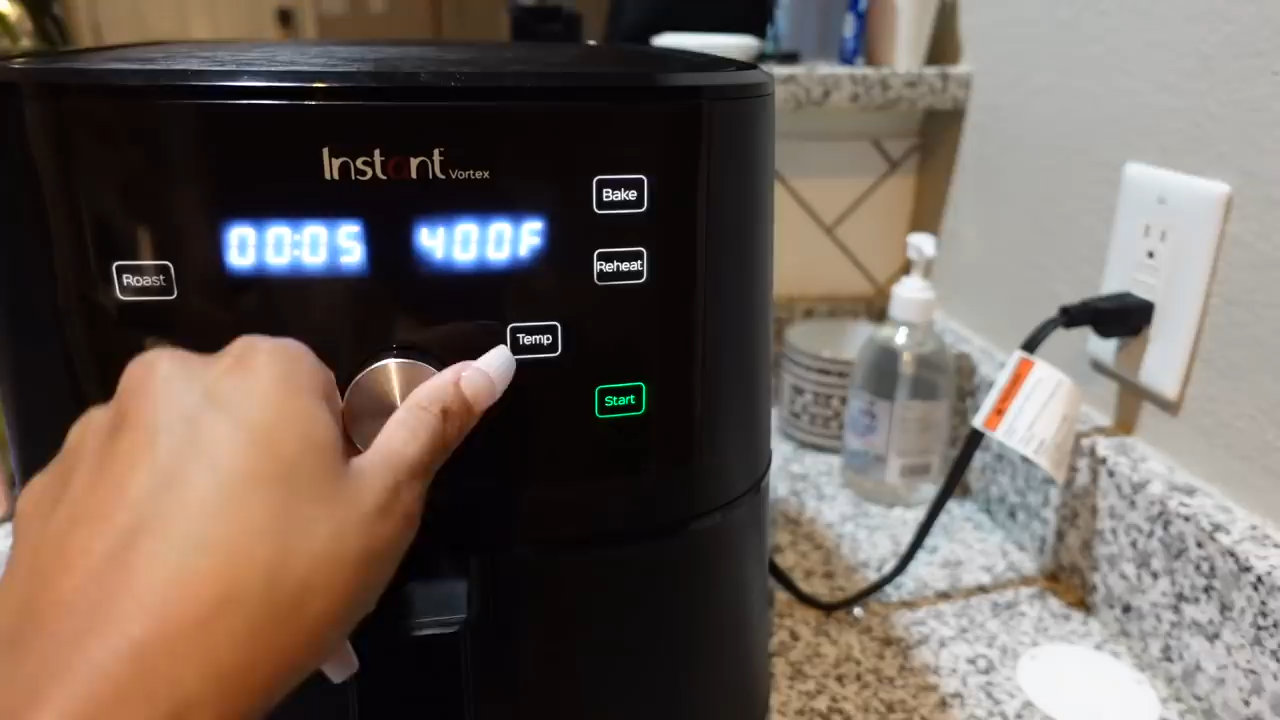 Instant Vortex
Bake
00:05 400F
Reheat
Roast
Temp
Start